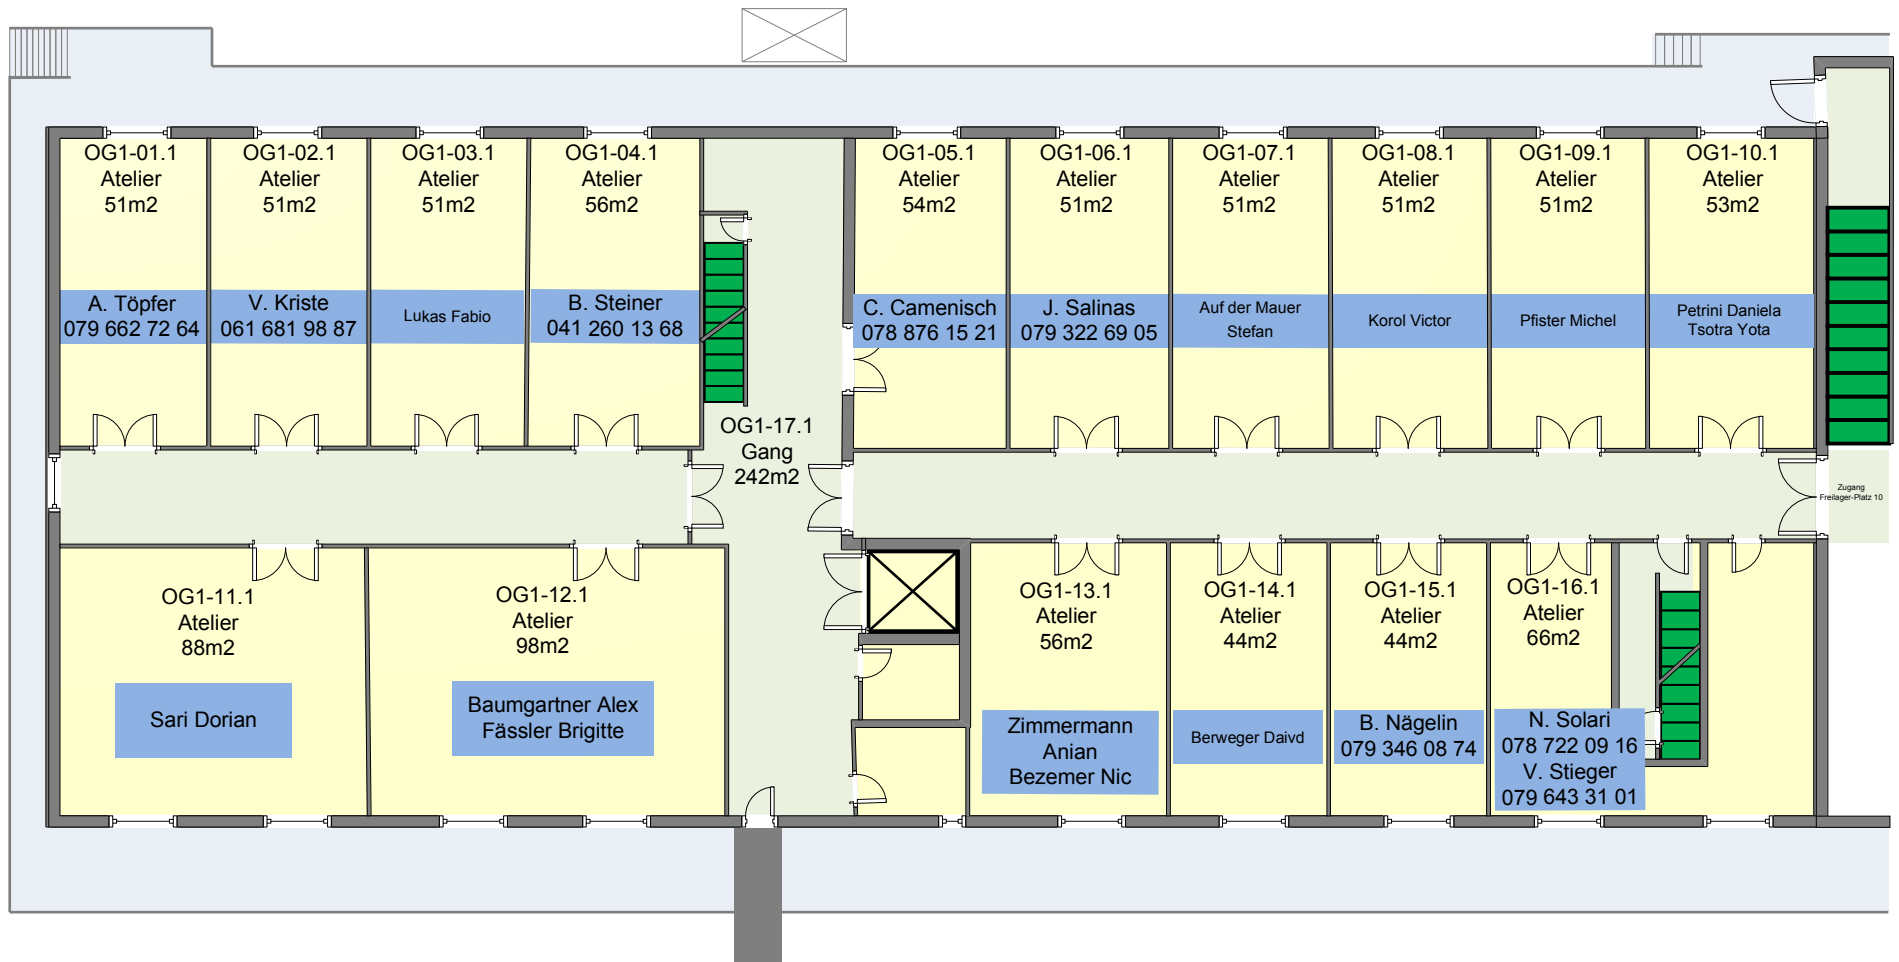 OG1-01.1
Atelier
51m2
A. Töpfer
079 662 72 64
OG1-02.1
Atelier
51m2
V. Kriste
061 681 98 87
OG1-03.1
Atelier
51m2
Lukas Fabio
OG1-04.1
Atelier
56m2
B. Steiner
041 260 13 68
OG1-05.1
Atelier
54m2
C. Camenisch
078 876 15 21
OG1-06.1
Atelier
51m2
J. Salinas
079 322 69 05
OG1-07.1
Atelier
51m2
Auf der Mauer
Stefan
OG1-08.1
Atelier
51m2
Korol Victor
OG1-09.1
Atelier
51m2
Pfister Michel
OG1-10.1
Atelier
53m2
Petrini Daniela
Tsotra Yota
OG1-17.1
Gang
242m2
Zugang
Freilager-Platz 10
OG1-11.1
Atelier
88m2
Sari Dorian
OG1-12.1
Atelier
98m2
Baumgartner Alex
Fässler Brigitte
OG1-13.1
Atelier
56m2
Zimmermann
Anian
Bezemer Nic
OG1-14.1
Atelier
44m2
Berweger Daivd
OG1-15.1
Atelier
44m2
B. Nägelin
079 346 08 74
OG1-16.1
Atelier
66m2
N. Solari
078 722 09 16
V. Stieger
079 643 31 01